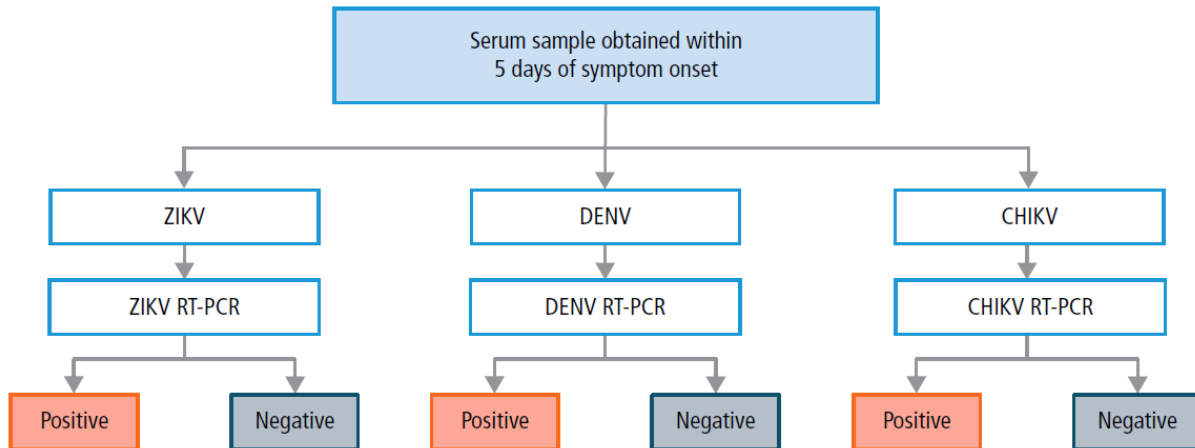 Serum sample obtained within
5 days of symptom onset
ZIKV
DENV
CHIKV
ZIKV RT-PCR
DENV RT-PCR
CHIKV RT-PCR
Positive
Negative
Positive
Negative
Positive
Negative